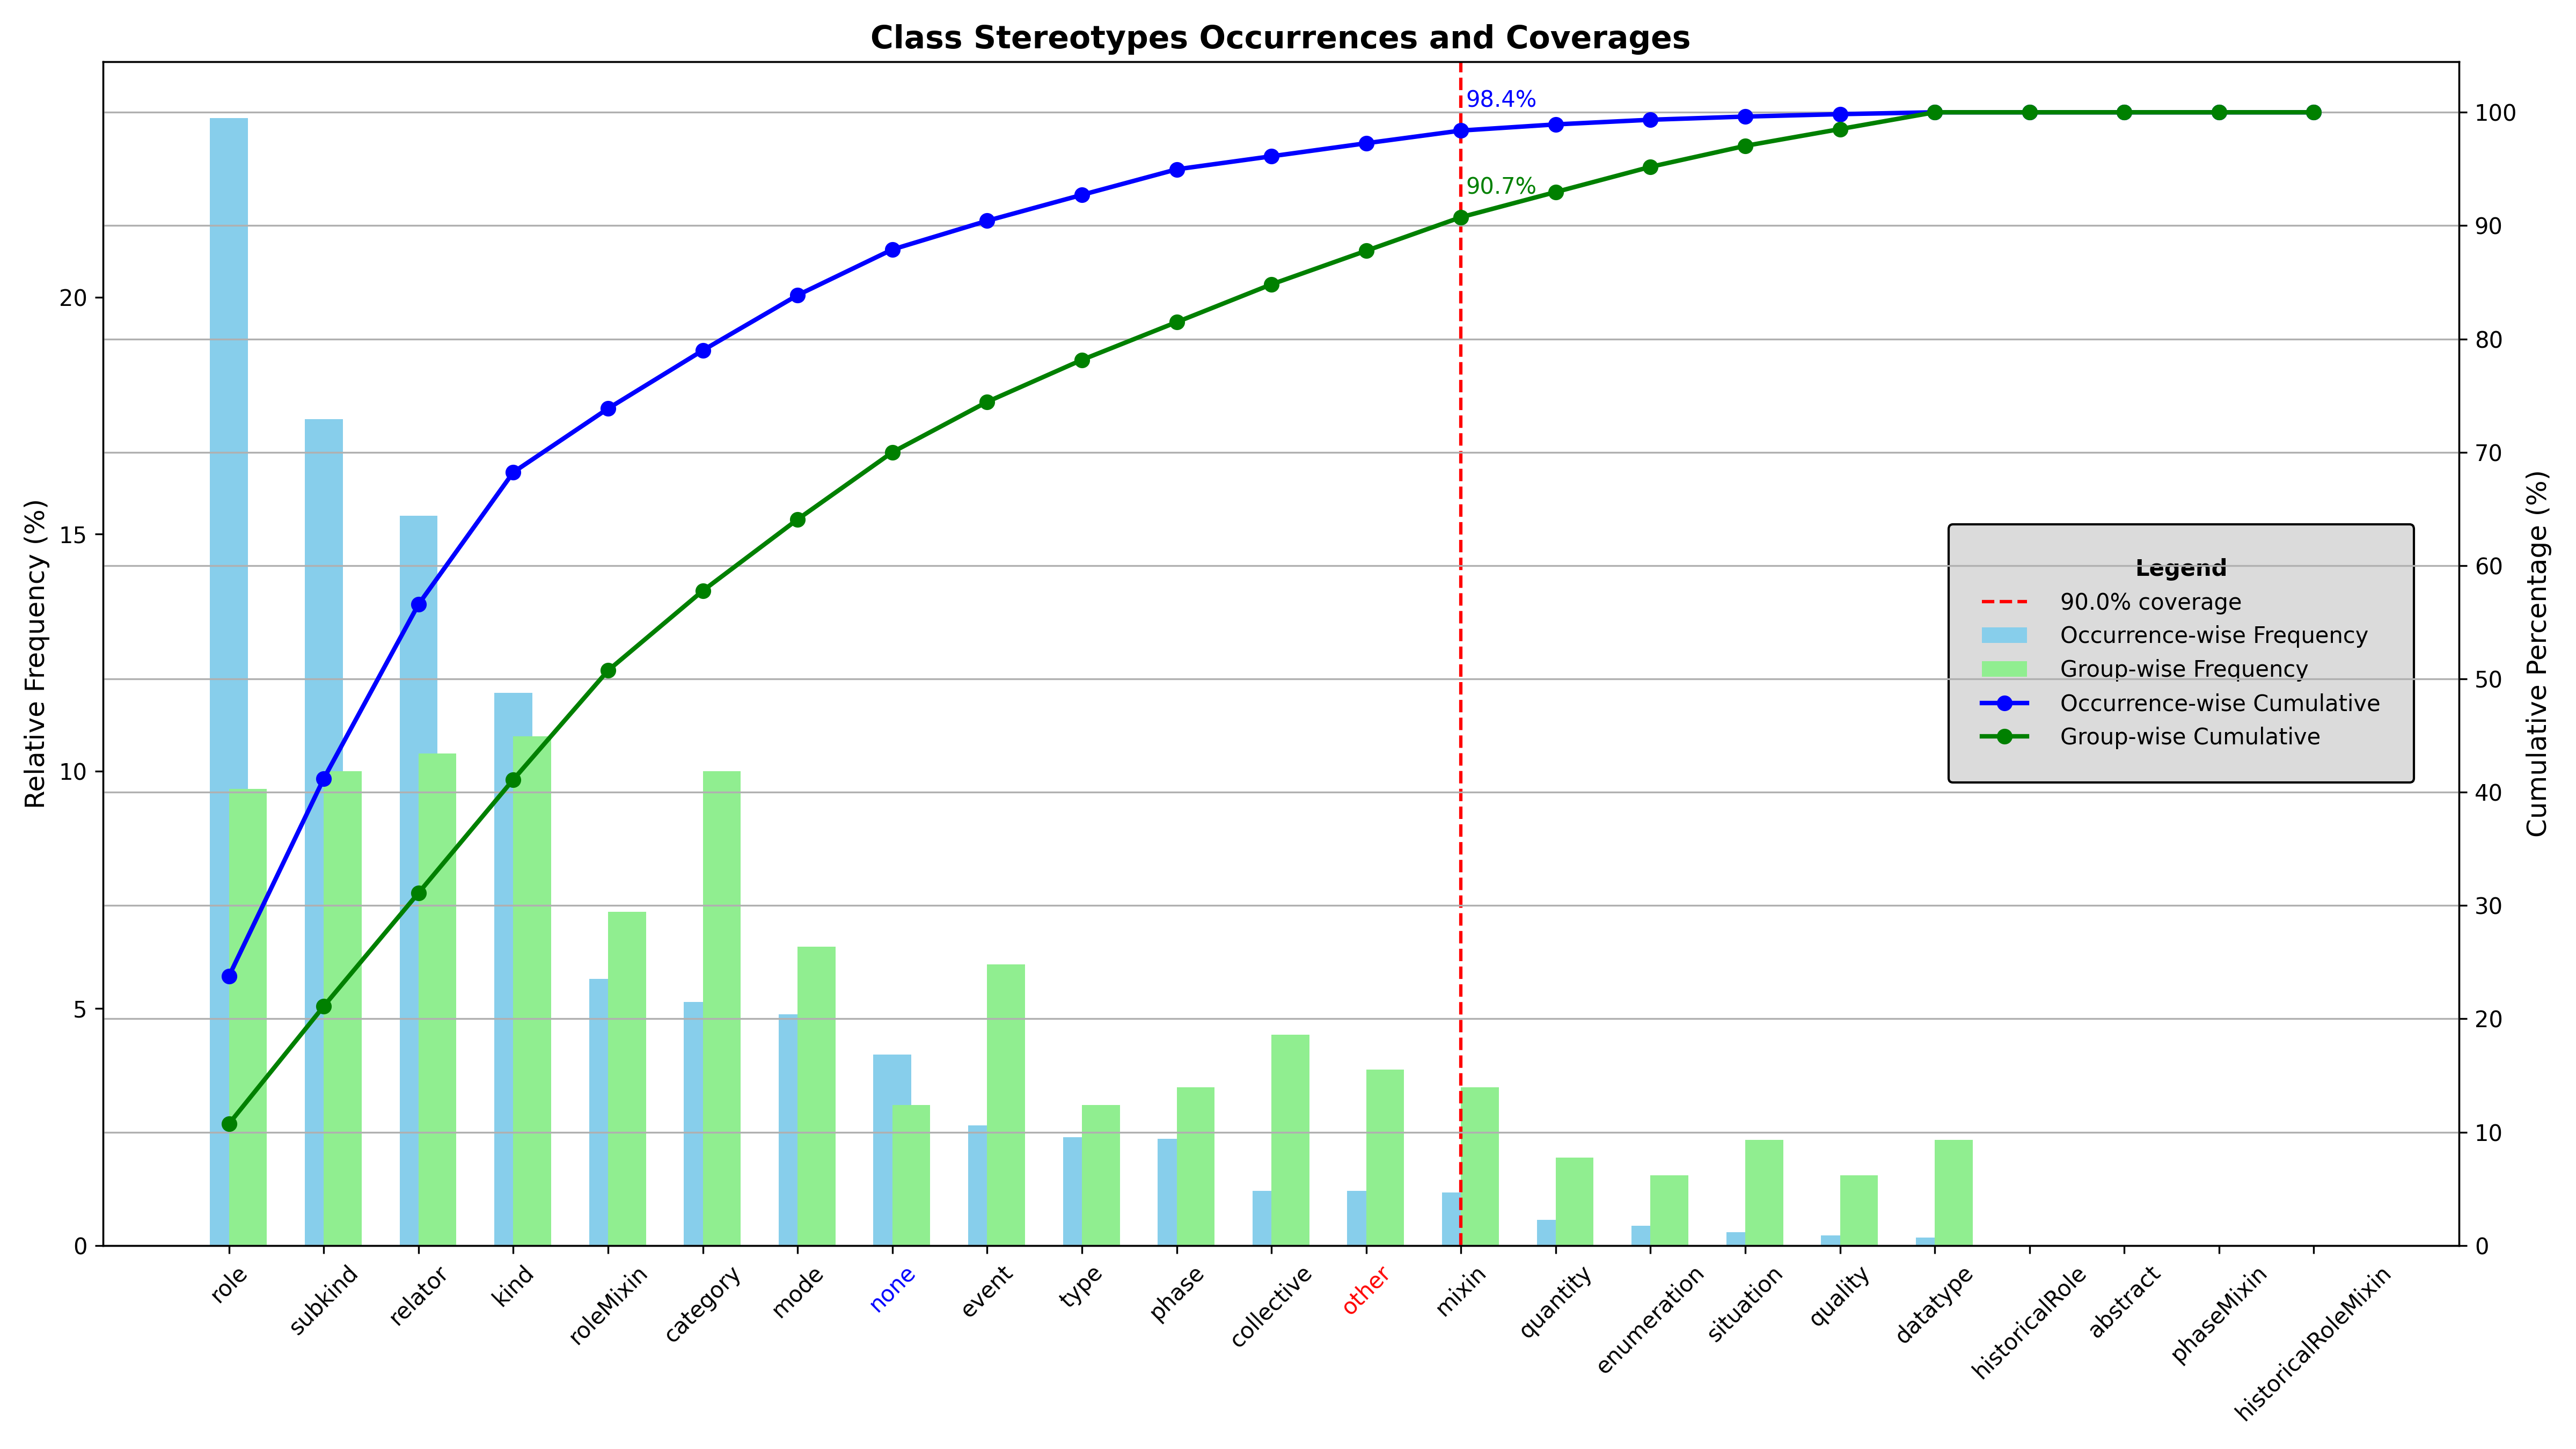 Class Stereotypes Occurrences and Coverages
Relative Frequency (%)
20
15
10
5
0
98.4%
90.7%
100
90
80
70
60
50
40
30
20
10
0
Cumulative Percentage (%)
Legend
90.0% coverage
Occurrence-wise Frequency
Group-wise Frequency
Occurrence-wise Cumulative
Group-wise Cumulative
role
subkind
relator
kind
roleMixin
category
mode
none
event
type
phase
collective
other
mixin
quantity
enumeration
situation
quality
datatype
historicalRole
abstract
phaseMixin
historicalRoleMixin